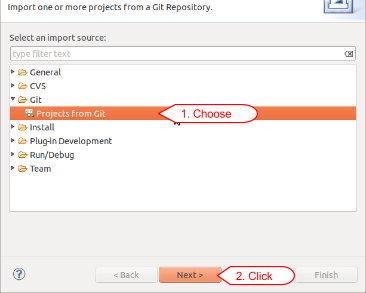 Import one or more projects from a Git Repository.
Select an import source:
type filter text
General
CVS
Git
Projects from Git
1. Choose
Install
Plug-in Development
Run/Debug
Team
2. Click
? < Back Next > Finish